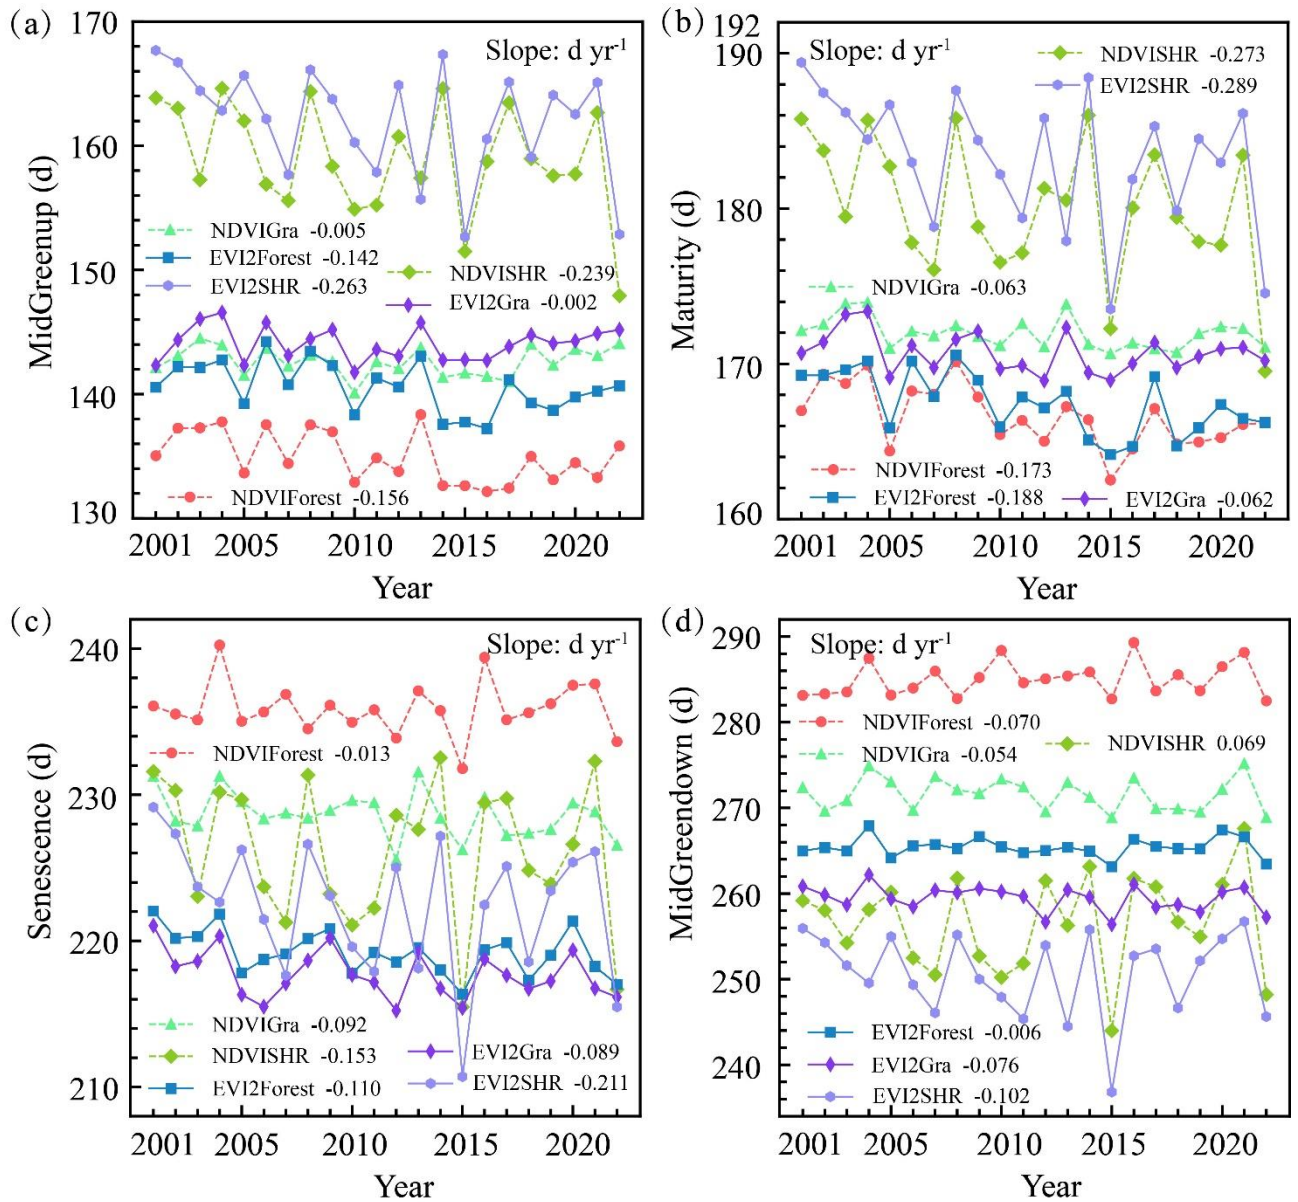 (a)
170
160
150
140
130
MidGreenup (d)
Slope: d yr-1
NDVIGra -0.005
EVI2Forest -0.142
EVI2SHR -0.263
NDVISHR -0.239
EVI2Gra -0.002
NDVIForest -0.156
2001 2005 2010 2015 2020
Year
(b)
192
190
180
170
160
Maturity (d)
Slope: d yr-1
NDVISHR -0.273
EVI2SHR -0.289
NDVIGra -0.063
NDVIForest -0.173
EVI2Forest -0.188
EVI2Gra -0.062
2001 2005 2010 2015 2020
Year
(c)
240
230
220
210
Senescence (d)
Slope: d yr-1
NDVIForest -0.013
NDVIGra -0.092
NDVISHR -0.153
EVI2Forest -0.110
EVI2Gra -0.089
EVI2SHR -0.211
2001 2005 2010 2015 2020
Year
(d)
290
280
270
260
250
240
MidGreendown (d)
Slope: d yr-1
NDVIForest -0.070
NDVIGra -0.054
NDVISHR 0.069
EVI2Forest -0.006
EVI2Gra -0.076
EVI2SHR -0.102
2001 2005 2010 2015 2020
Year